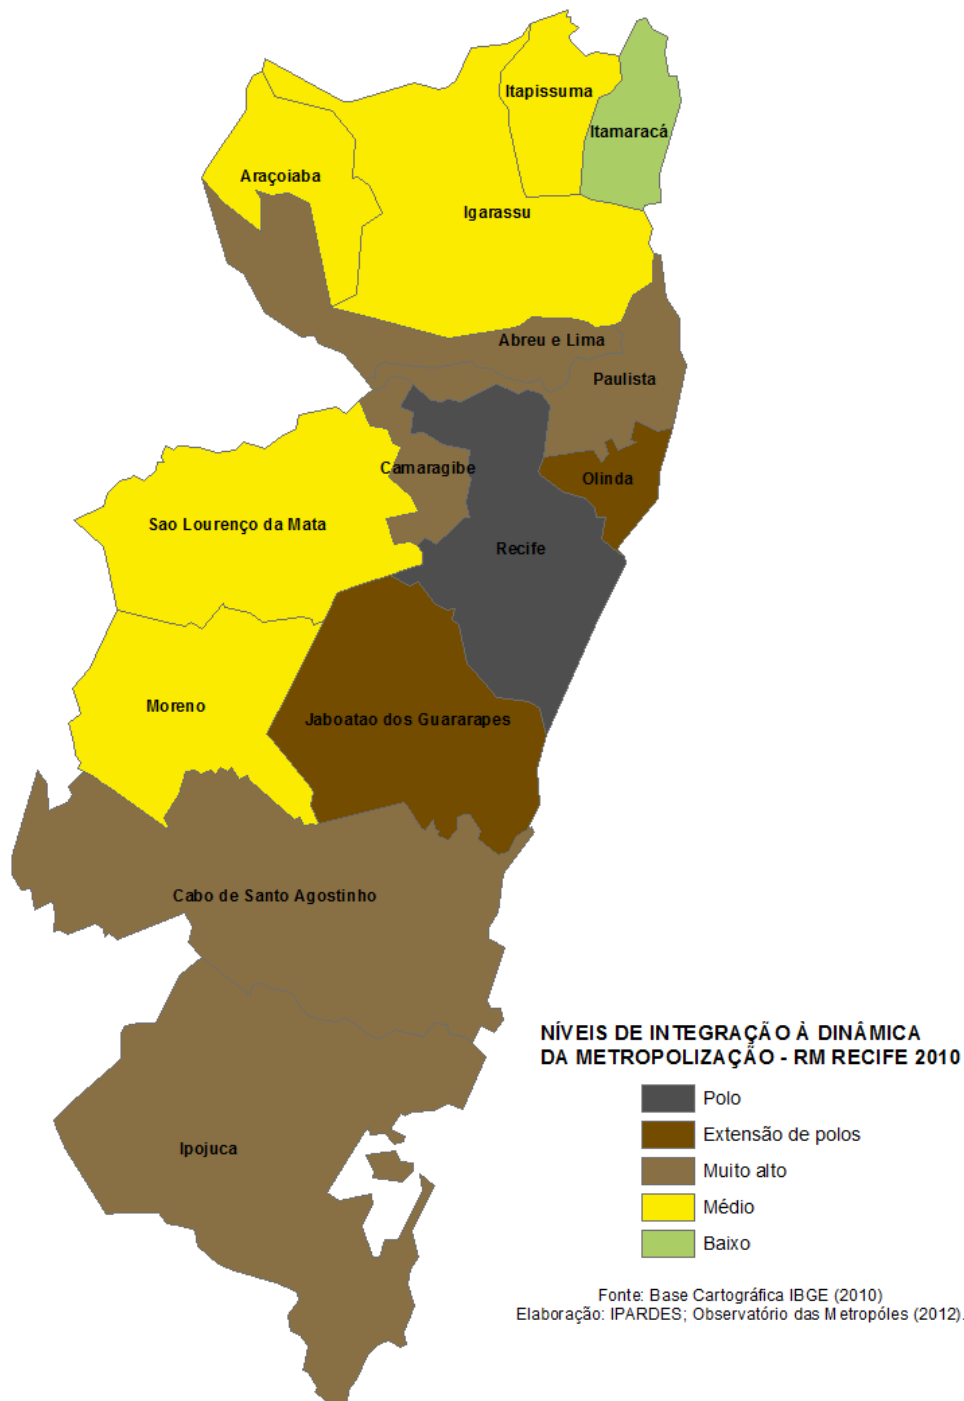 Itapissuma
Itamaracá
Araçoiaba
Igarassu
Abreu e Lima
Paulista
Camaragibe
Olinda
Sao Lourenço da Mata
Recife
Moreno
Jaboatao dos Guararapes
Cabo de Santo Agostinho
Ipojuca
NÍVEIS DE INTEGRAÇÃO À DINÂMICA
DA METROPOLIZAÇÃO - RM RECIFE 2010
Polo
Extensão de polos
Muito alto
Médio
Baixo
Fonte: Base Cartográfica IBGE (2010)
Elaboração: IPARDES; Observatório das Metropóles (2012).